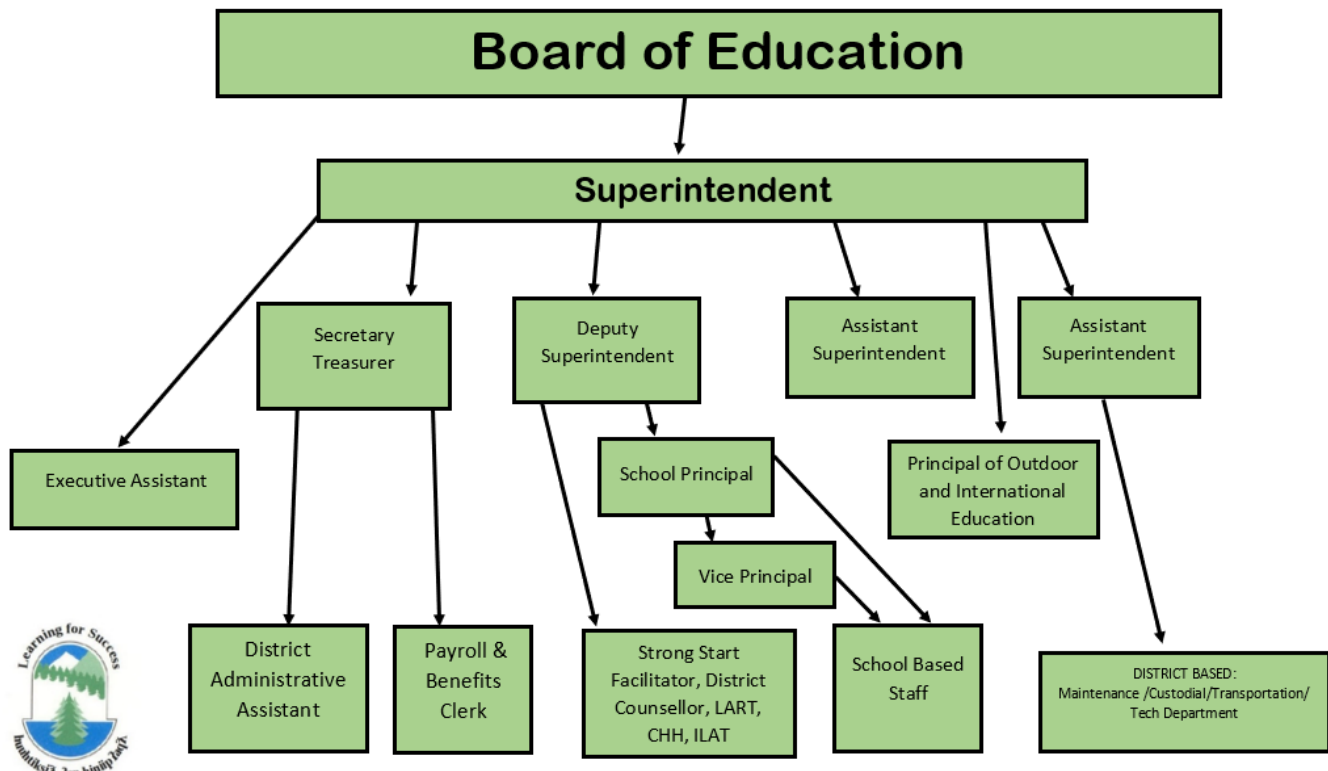 Board of Education
Superintendent
Secretary
Treasurer
Deputy
Superintendent
Assistant
Superintendent
Assistant
Superintendent
Executive Assistant
School Principal
Principal of Outdoor
and International
Education
Vice Principal
District
Administrative
Assistant
Payroll &
Benefits
Clerk
Strong Start
Facilitator, District
Counsellor, LART,
CHH, ILAT
School Based
Staff
DISTRICT BASED:
Maintenance /Custodial/Transportation/
Tech Department
Learning for Success